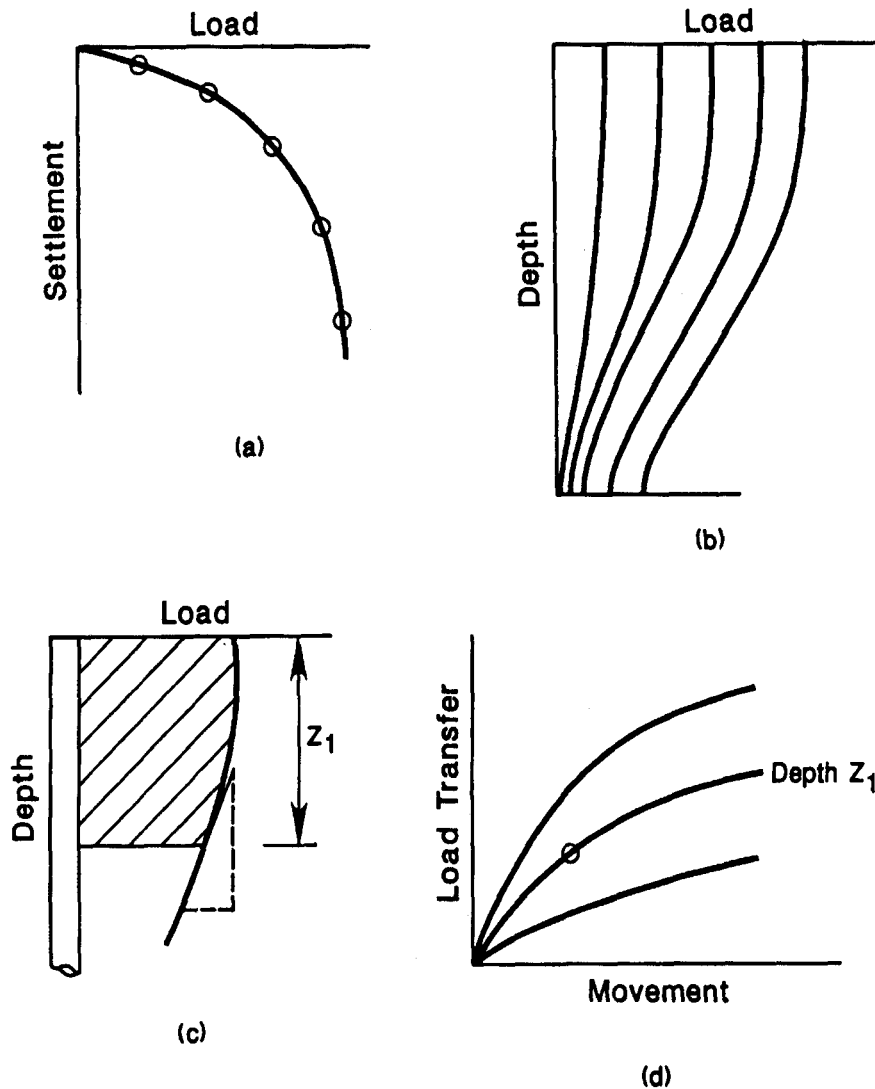 Load
Settlement
(a)
Load
Depth
(b)
Load
Z1
Depth
(c)
Load Transfer
Depth Z1
Movement
(d)